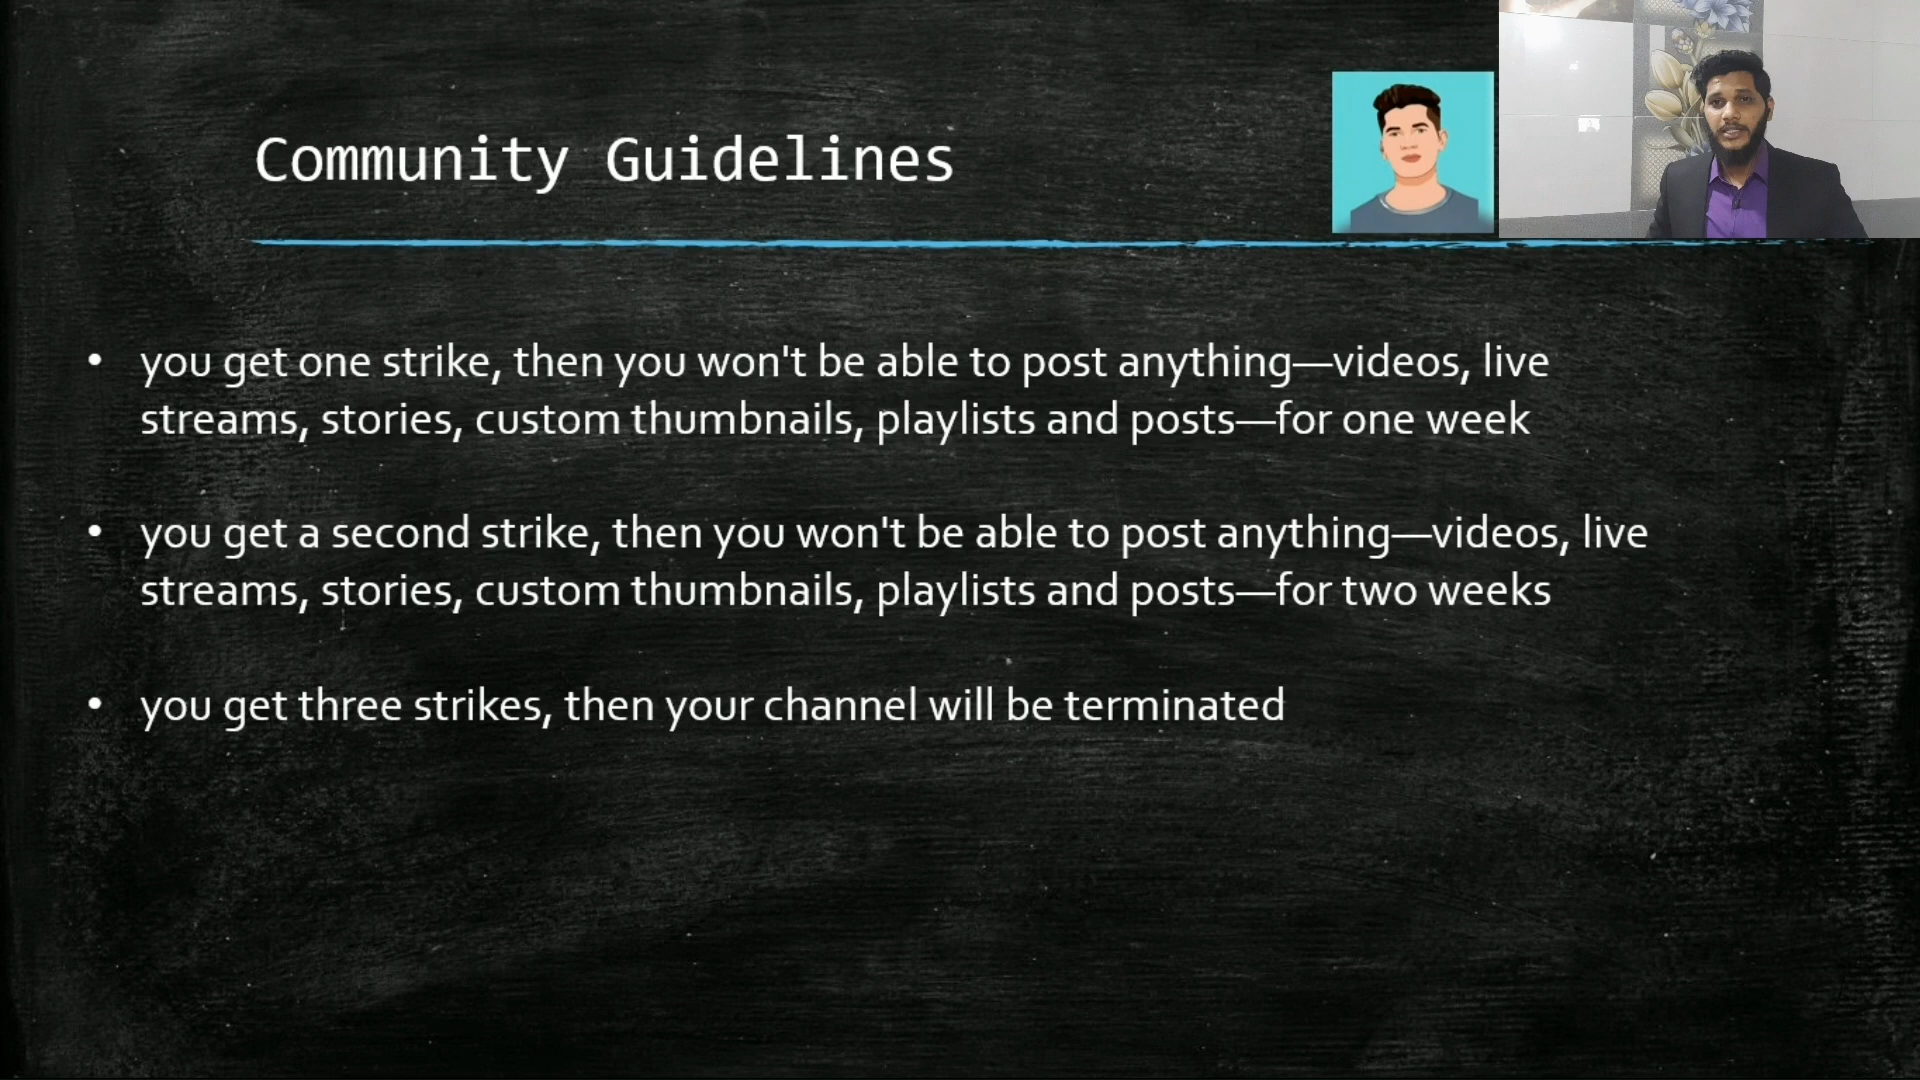 Community Guidelines
• you get one strike, then you won't be able to post anything—videos, live
streams, stories, custom thumbnails, playlists and posts—for one week
• you get a second strike, then you won't be able to post anything—videos, live
streams, stories, custom thumbnails, playlists and posts—for two weeks
• you get three strikes, then your channel will be terminated